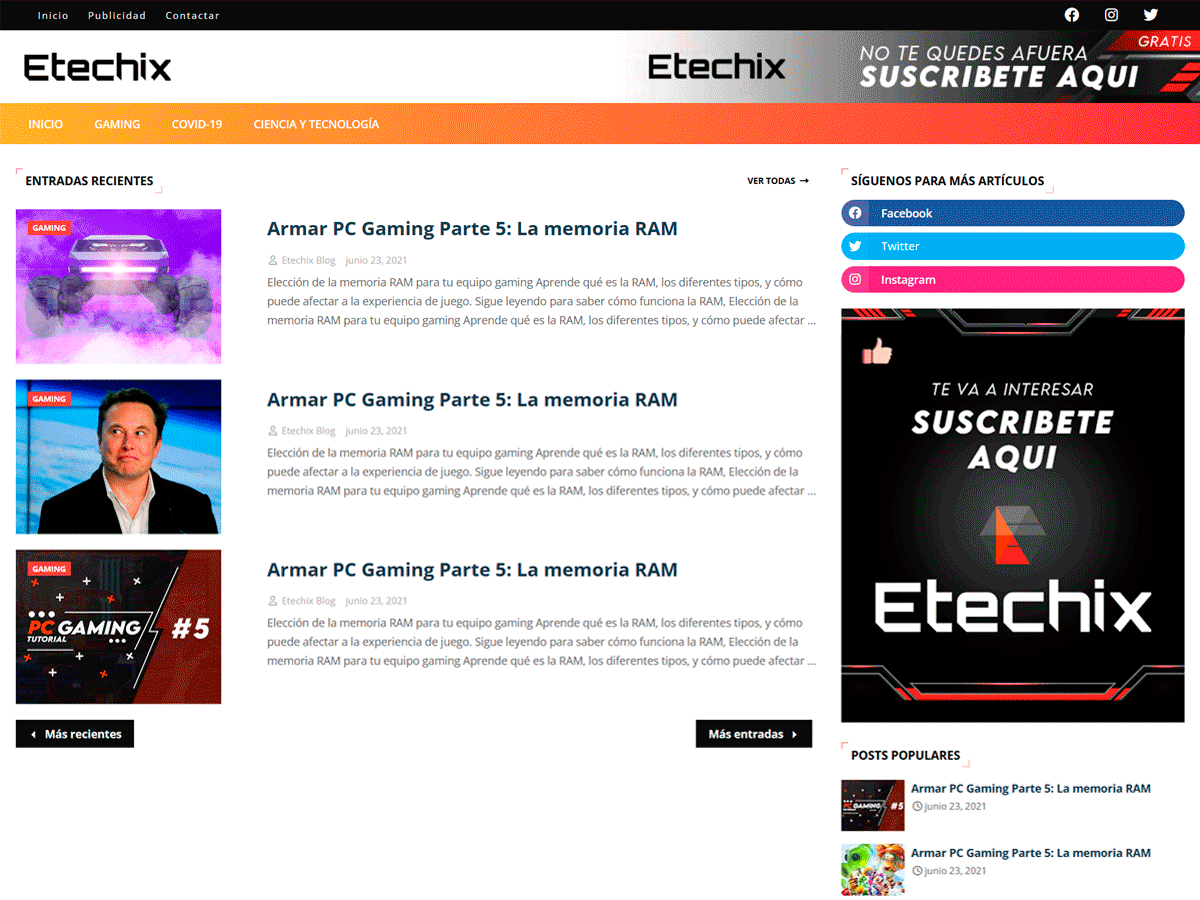 Inicio Publicidad Contactar
Etechix
Etechix
NO TE QUEDES AFUERA
SUSCRIBETE AQUI
GRATIS
INICIO GAMING COVID-19 CIENCIA Y TECNOLOGÍA
ENTRADAS RECIENTES
VER TODAS
GAMING
Armar PC Gaming Parte 5: La memoria RAM
Etechix Blog junio 23, 2021
Elección de la memoria RAM para tu equipo gaming Aprende qué es la RAM, los diferentes tipos, y cómo
puede afectar a la experiencia de juego. Sigue leyendo para saber cómo funciona la RAM, Elección de la
memoria RAM para tu equipo gaming Aprende qué es la RAM, los diferentes tipos, y cómo puede afectar ...
GAMING
Armar PC Gaming Parte 5: La memoria RAM
Etechix Blog junio 23, 2021
Elección de la memoria RAM para tu equipo gaming Aprende qué es la RAM, los diferentes tipos, y cómo
puede afectar a la experiencia de juego. Sigue leyendo para saber cómo funciona la RAM, Elección de la
memoria RAM para tu equipo gaming Aprende qué es la RAM, los diferentes tipos, y cómo puede afectar ...
GAMING
PC GAMING
TUTORIAL
#5
Armar PC Gaming Parte 5: La memoria RAM
Etechix Blog junio 23, 2021
Elección de la memoria RAM para tu equipo gaming Aprende qué es la RAM, los diferentes tipos, y cómo
puede afectar a la experiencia de juego. Sigue leyendo para saber cómo funciona la RAM, Elección de la
memoria RAM para tu equipo gaming Aprende qué es la RAM, los diferentes tipos, y cómo puede afectar ...
Más recientes
Más entradas
SÍGUENOS PARA MÁS ARTÍCULOS
Facebook
Twitter
Instagram
TE VA A INTERESAR
SUSCRIBETE
AQUI
Etechix
POSTS POPULARES
PC GAMING #5
Armar PC Gaming Parte 5: La memoria RAM
junio 23, 2021
Armar PC Gaming Parte 5: La memoria RAM
junio 23, 2021